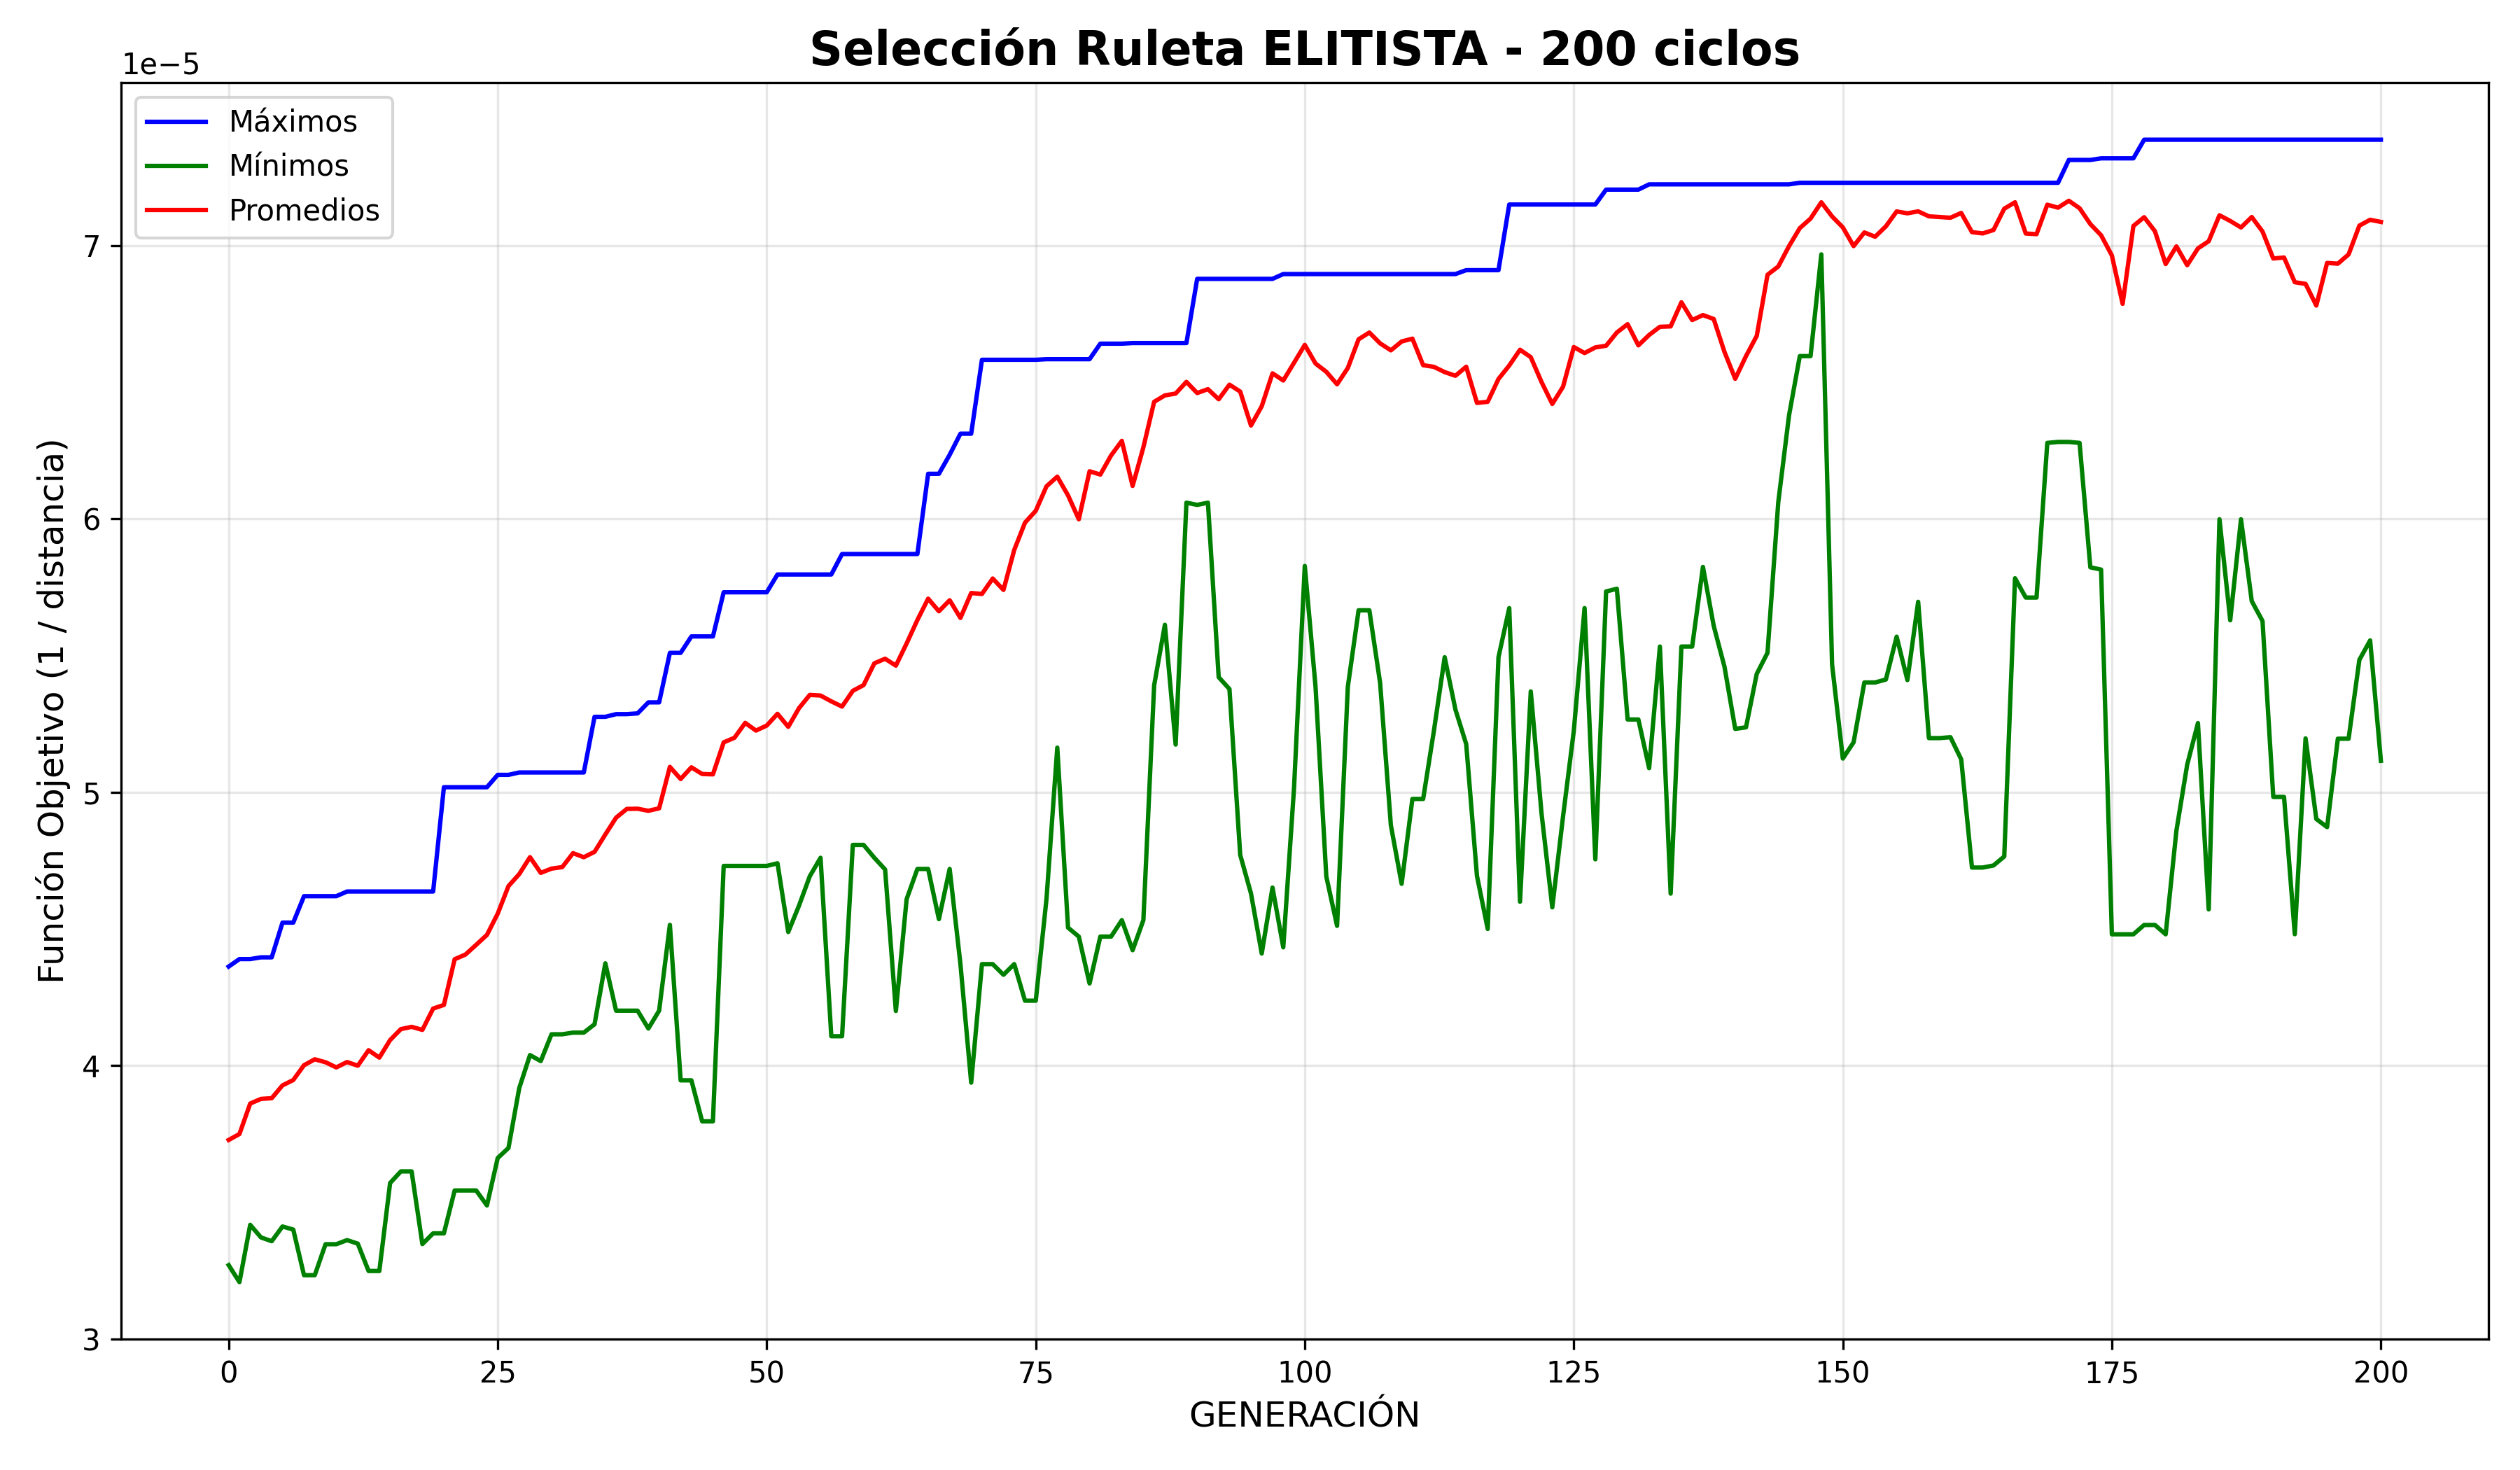 Selección Ruleta ELITISTA - 200 ciclos
1e−5
Máximos
Mínimos
Promedios
Función Objetivo (1 / distancia)
7
6
5
4
3
0 25 50 75 100 125 150 175 200
GENERACIÓN